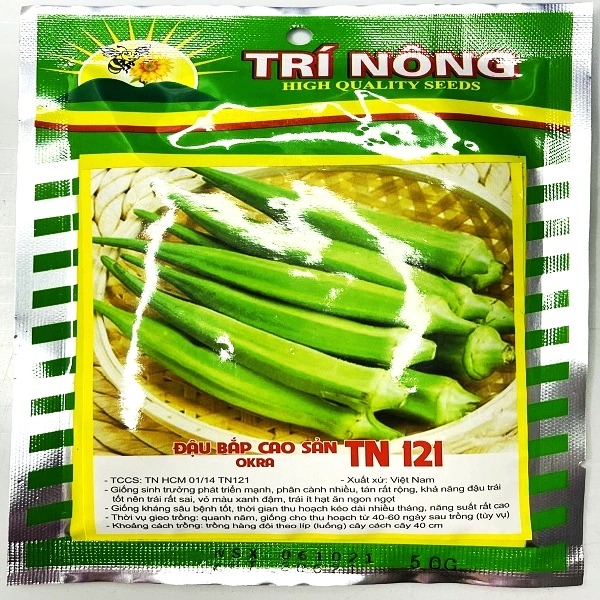 TRÍ NÔNG
HIGH QUALITY SEEDS
ĐẬU BẮP CAO SẢN TN 121
OKRA
- TCCS: TN HCM 01/14 TN121 - Xuất xứ: Việt Nam
- Giống sinh trưởng phát triển mạnh, phân cành nhiều, tán rất rộng, khả năng đậu trái
tốt nên trái rất sai, vỏ màu xanh đậm, trái ít hạt ăn ngon ngọt
- Giống kháng sâu bệnh tốt, thời gian thu hoạch kéo dài nhiều tháng, năng suất rất cao
- Thời vụ gieo trồng: quanh năm, giống cho thu hoạch từ 40-60 ngày sau trồng (tùy vụ)
- Khoảng cách trồng: trồng hàng đôi theo líp (luống) cây cách cây 40 cm
NSX 061021 5.0G